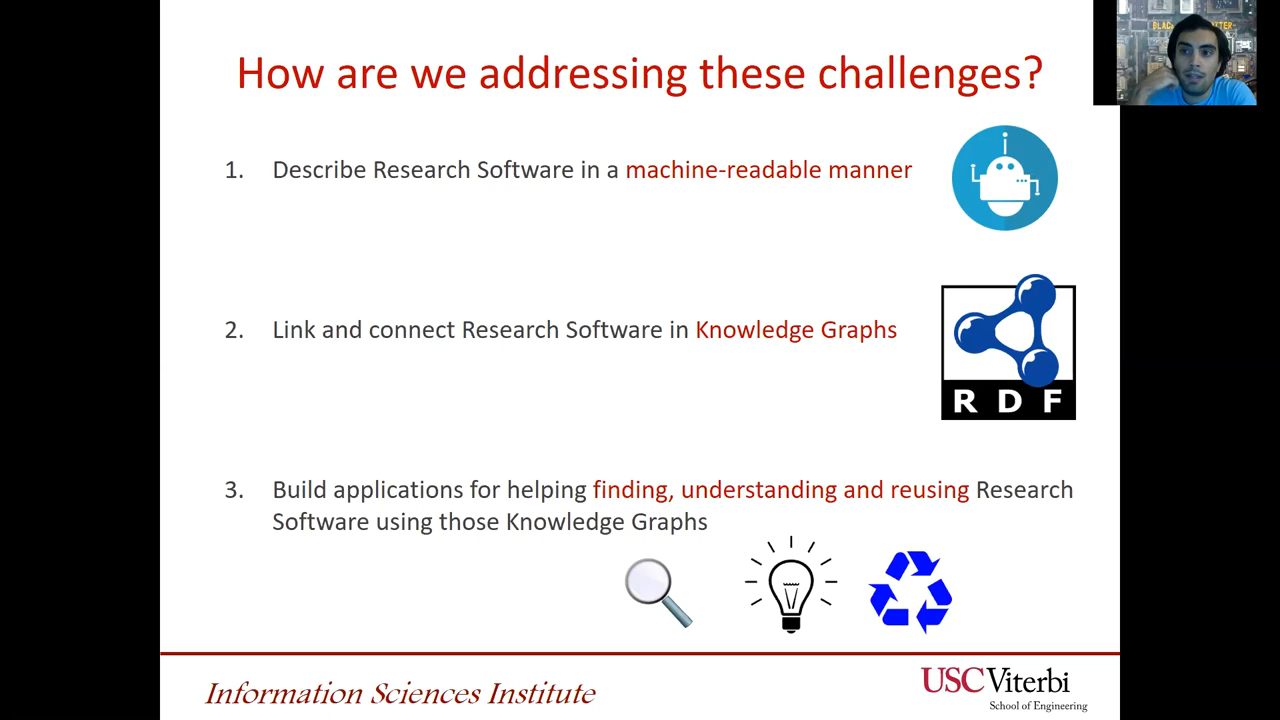 How are we addressing these challenges?
1. Describe Research Software in a machine-readable manner
2. Link and connect Research Software in Knowledge Graphs
RDF
3. Build applications for helping finding, understanding and reusing Research
Software using those Knowledge Graphs
Information Sciences Institute
USC Viterbi
School of Engineering